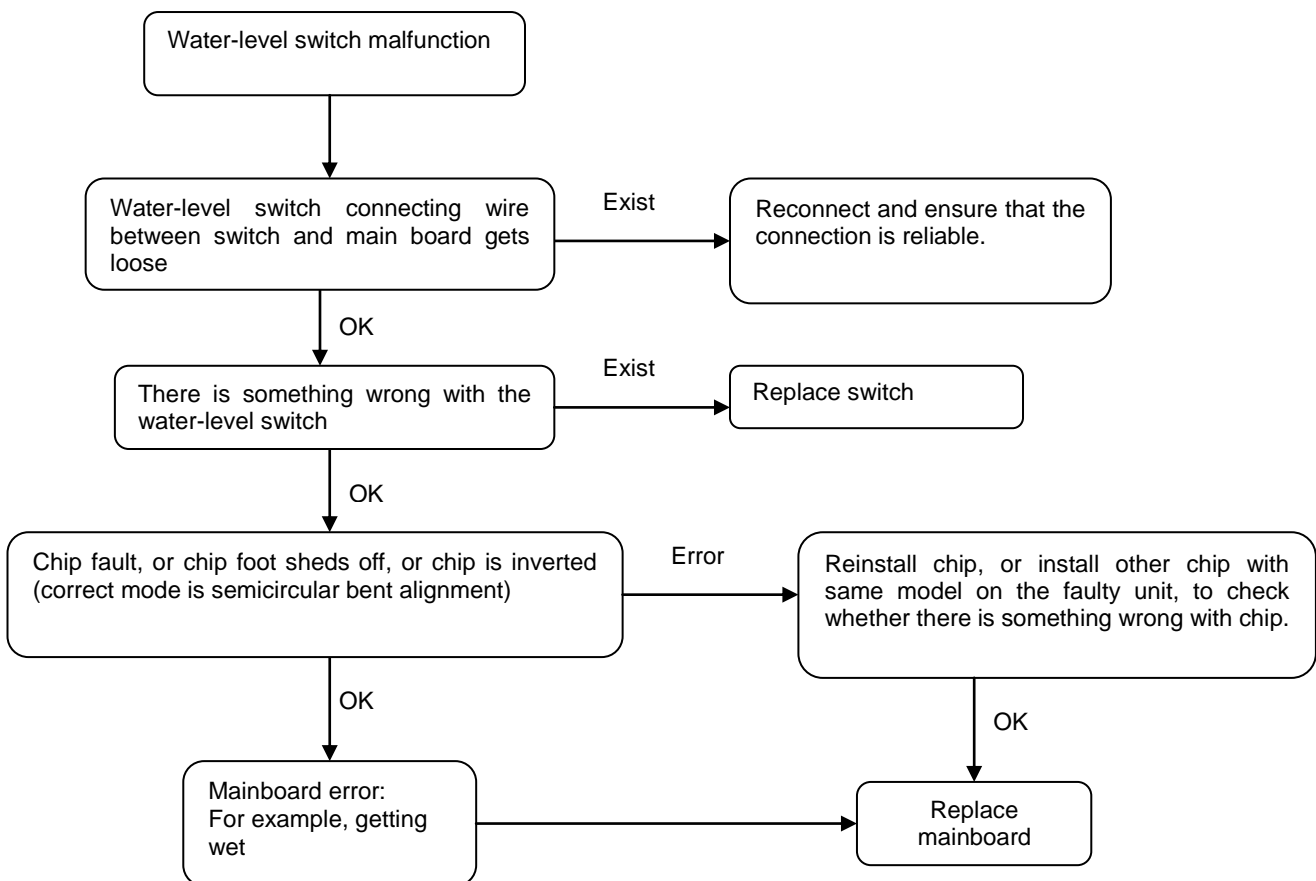 Water-level switch malfunction
Water-level switch connecting wire
between switch and main board gets
loose
Exist
Reconnect and ensure that the
connection is reliable.
OK
There is something wrong with the
water-level switch
Exist
Replace switch
OK
Chip fault, or chip foot sheds off, or chip is inverted
(correct mode is semicircular bent alignment)
Error
Reinstall chip, or install other chip with
same model on the faulty unit, to check
whether there is something wrong with chip.
OK
OK
Mainboard error:
For example, getting
wet
Replace
mainboard